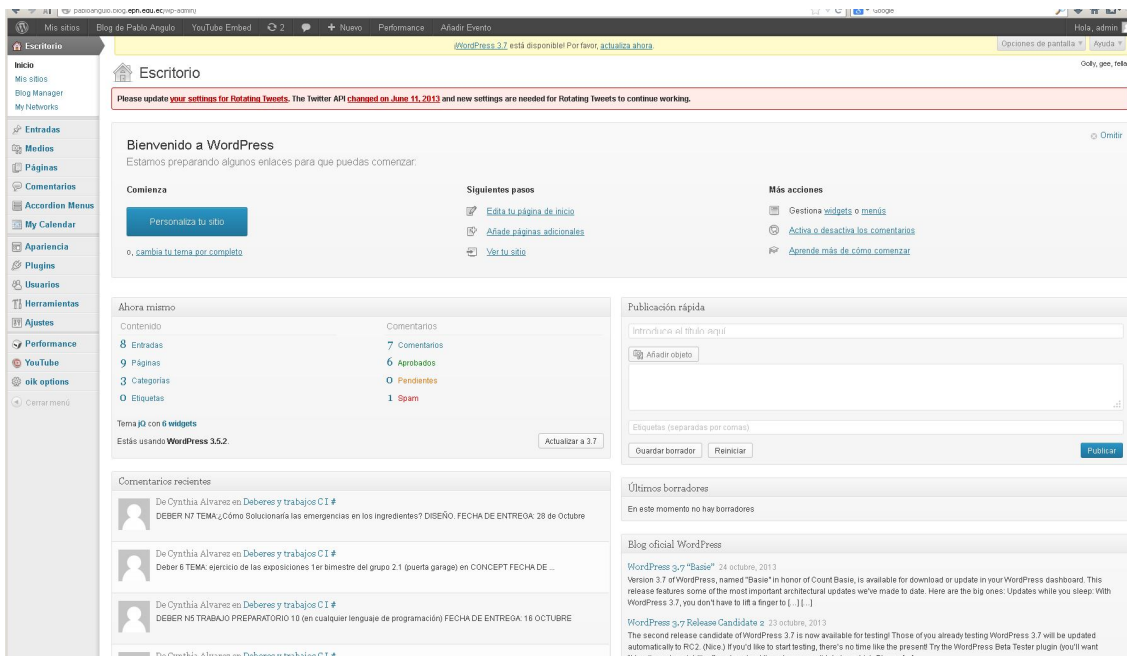 pabloangulo.blog.epn.edu.ec/wp-admin/
Google
Mis sitios Blog de Pablo Angulo YouTube Embed 2 + Nuevo Performance Añadir Evento Hola, admin
Escritorio
¡WordPress 3.7 está disponible! Por favor, actualiza ahora.
Opciones de pantalla Ayuda
Inicio
Mis sitios
Blog Manager
My Networks
Entradas
Medios
Páginas
Comentarios
Accordion Menus
My Calendar
Apariencia
Plugins
Usuarios
Herramientas
Ajustes
Performance
YouTube
oik options
Cerrar menú
Golly, gee, fella
Escritorio
Please update your settings for Rotating Tweets. The Twitter API changed on June 11, 2013 and new settings are needed for Rotating Tweets to continue working.
Omitir
Bienvenido a WordPress
Estamos preparando algunos enlaces para que puedas comenzar:
Comienza
Personaliza tu sitio
o, cambia tu tema por completo
Siguientes pasos
Edita tu página de inicio
Añade páginas adicionales
Ver tu sitio
Más acciones
Gestiona widgets o menús
Activa o desactiva los comentarios
Aprende más de cómo comenzar
Ahora mismo
Contenido Comentarios
8 Entradas 7 Comentarios
9 Páginas 6 Aprobados
3 Categorías 0 Pendientes
0 Etiquetas 1 Spam
Tema jQ con 6 widgets
Estás usando WordPress 3.5.2.
Actualizar a 3.7
Comentarios recientes
De Cynthia Alvarez en Deberes y trabajos C I #
DEBER N7 TEMA:¿Cómo Solucionaría las emergencias en los ingredientes? DISEÑO. FECHA DE ENTREGA: 28 de Octubre
De Cynthia Alvarez en Deberes y trabajos C I #
Deber 6 TEMA: ejercicio de las exposiciones 1er bimestre del grupo 2.1 (puerta garage) en CONCEPT FECHA DE ...
De Cynthia Alvarez en Deberes y trabajos C I #
DEBER N5 TRABAJO PREPARATORIO 10 (en cualquier lenguaje de programación) FECHA DE ENTREGA: 16 OCTUBRE
De Cynthia Alvarez en Deberes y trabajos C I #
Publicación rápida
Introduce el título aquí
Añadir objeto
Etiquetas (separadas por comas)
Guardar borrador Reiniciar Publicar
Últimos borradores
En este momento no hay borradores
Blog oficial WordPress
WordPress 3.7 "Basie" 24 octubre, 2013
Version 3.7 of WordPress, named "Basie" in honor of Count Basie, is available for download or update in your WordPress dashboard. This
release features some of the most important architectural updates we've made to date. Here are the big ones: Updates while you sleep: With
WordPress 3.7, you don't have to lift a finger to [...] [...]
WordPress 3.7 Release Candidate 2 23 octubre, 2013
The second release candidate of WordPress 3.7 is now available for testing! Those of you already testing WordPress 3.7 will be updated
automatically to RC2. (Nice.) If you'd like to start testing, there's no time like the present! Try the WordPress Beta Tester plugin (you'll want